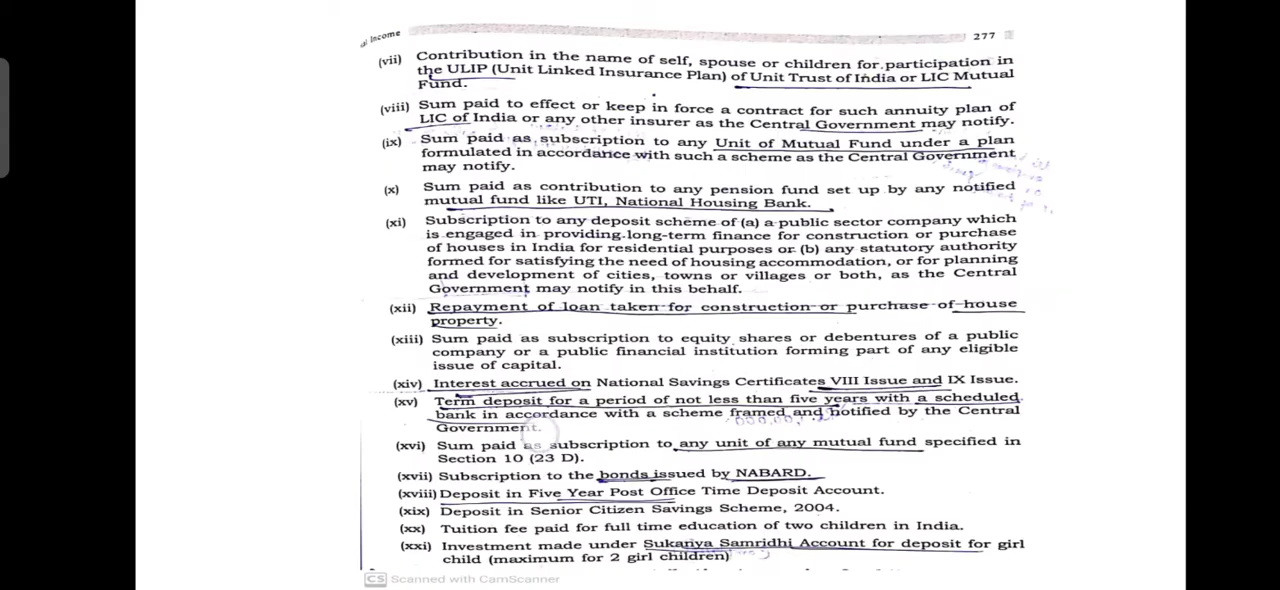 al Income
277
(vii) Contribution in the name of self, spouse or children for participation in
the ULIP (Unit Linked Insurance Plan) of Unit Trust of India or LIC Mutual
Fund.
(viii) Sum paid to effect or keep in force a contract for such annuity plan of
LIC of India or any other insurer as the Central Government may notify.
(ix) Sum paid as subscription to any Unit of Mutual Fund under a plan
formulated in accordance with such a scheme as the Central Government
may notify.
(x) Sum paid as contribution to any pension fund set up by any notified
mutual fund like UTI, National Housing Bank.
(xi) Subscription to any deposit scheme of (a) a public sector company which
is engaged in providing long-term finance for construction or purchase
of houses in India for residential purposes or (b) any statutory authority
formed for satisfying the need of housing accommodation, or for planning
and development of cities, towns or villages or both, as the Central
Government may notify in this behalf.
(xii) Repayment of loan taken for construction or purchase of house
property.
(xiii) Sum paid as subscription to equity shares or debentures of a public
company or a public financial institution forming part of any eligible
issue of capital.
(xiv) Interest accrued on National Savings Certificates VIII Issue and IX Issue.
(xv) Term deposit for a period of not less than five years with a scheduled
bank in accordance with a scheme framed and notified by the Central
Government.
(xvi) Sum paid as subscription to any unit of any mutual fund specified in
Section 10 (23 D).
(xvii) Subscription to the bonds issued by NABARD.
(xviii) Deposit in Five Year Post Office Time Deposit Account.
(xix) Deposit in Senior Citizen Savings Scheme, 2004.
(xx) Tuition fee paid for full time education of two children in India.
(xxi) Investment made under Sukanya Samridhi Account for deposit for girl
child (maximum for 2 girl children)
CS Scanned with CamScanner